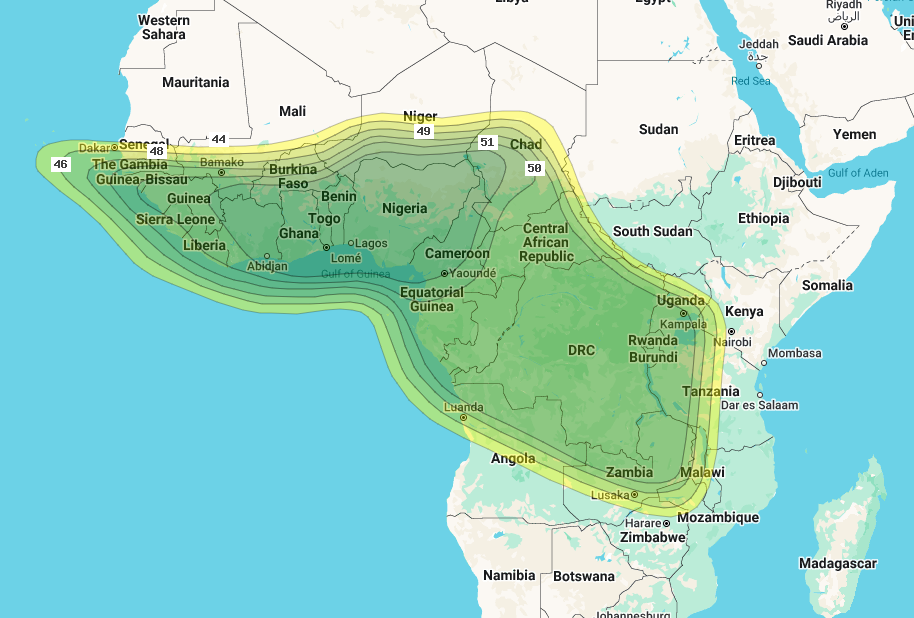 Libya
Egypt
Riyadh
الرياض
Uni
Er
Western
Sahara
Jeddah
جدة
Saudi Arabia
Red Sea
Mauritania
Mali
Niger
49
Chad
51
50
Sudan
Eritrea
Yemen
Gulf of Aden
Djibouti
Dakar
Senegal
48
44
46
The Gambia
Guinea-Bissau
Bamako
Burkina
Faso
Guinea
Benin
Nigeria
Sierra Leone
Togo
Ghana
Liberia
Lagos
Lomé
Abidjan
Gulf of Guinea
Cameroon
Yaoundé
Central
African
Republic
South Sudan
Ethiopia
Somalia
Equatorial
Guinea
Uganda
Kampala
Kenya
Nairobi
DRC
Rwanda
Burundi
Mombasa
Tanzania
Dar es Salaam
Luanda
Angola
Zambia
Malawi
Lusaka
Mozambique
Harare
Zimbabwe
Madagascar
Namibia
Botswana
Johannesburg